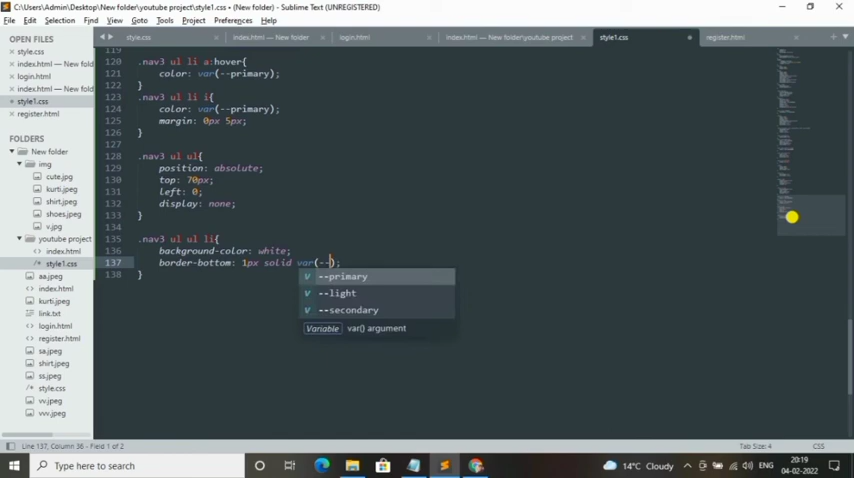 C:\Users\Admin\Desktop\New folder\youtube project\style1.css • (New folder) - Sublime Text (UNREGISTERED)
File Edit Selection Find View Goto Tools Project Preferences Help
OPEN FILES
style.css
index.html — New fold
login.html
index.html — New fold
style1.css
register.html
FOLDERS
New folder
img
cute.jpg
kurti.jpeg
shirt.jpeg
shoes.jpeg
v.jpg
youtube project
index.html
style1.css
aa.jpeg
index.html
kurti.jpeg
link.txt
login.html
register.html
sa.jpeg
shirt.jpeg
ss.jpeg
style.css
vv.jpeg
vvv.jpeg
style.css
index.html — New folder
login.html
index.html — New folder\youtube project
style1.css
register.html
119
120 .nav3 ul li a:hover{
121 color: var(--primary);
122 }
123 .nav3 ul li i{
124 color: var(--primary);
125 margin: 0px 5px;
126 }
127
128 .nav3 ul ul{
129 position: absolute;
130 top: 70px;
131 left: 0;
132 display: none;
133 }
134
135 .nav3 ul ul li{
136 background-color: white;
137 border-bottom: 1px solid var(--);
138 }
v --primary
v --light
v --secondary
Variable var() argument
Line 137, Column 36 - Field 1 of 2
Tab Size: 4
CSS
Type here to search
14°C Cloudy
ENG
20:19
04-02-2022